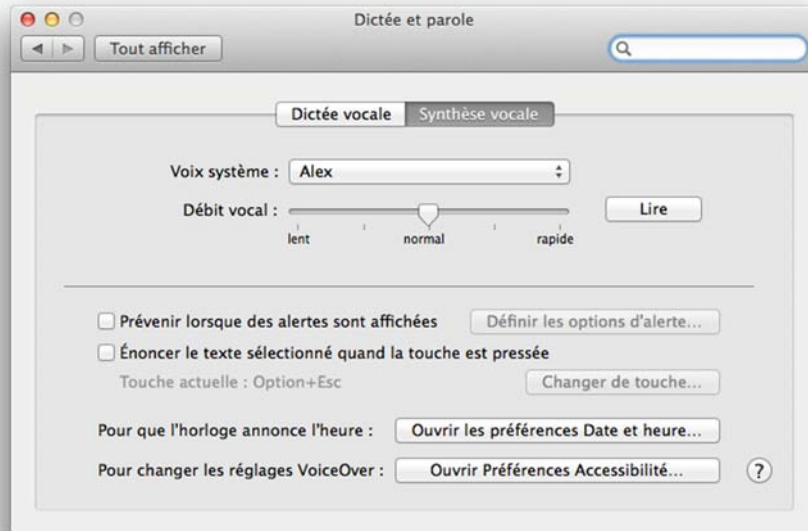 Dictée et parole
Tout afficher
Dictée vocale Synthèse vocale
Voix système : Alex
Débit vocal : Lire
lent normal rapide
Prévenir lorsque des alertes sont affichées Définir les options d'alerte...
Énoncer le texte sélectionné quand la touche est pressée
Touche actuelle : Option+Esc Changer de touche...
Pour que l'horloge annonce l'heure : Ouvrir les préférences Date et heure...
Pour changer les réglages VoiceOver : Ouvrir Préférences Accessibilité... ?